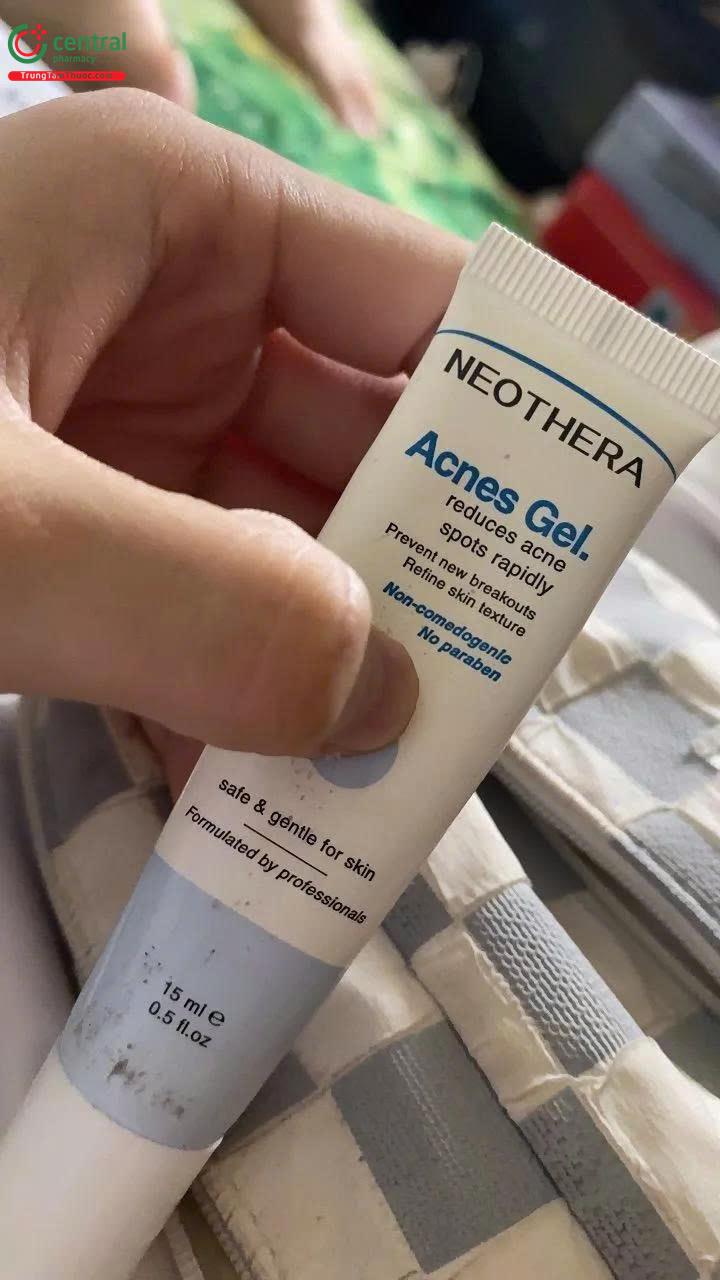 central
pharmacy
TrungTamThuoc.com
NEOTHERA
Acnes Gel.
reduces acne
spots rapidly
Prevent new breakouts
Refine skin texture
Non-comedogenic
No paraben
safe & gentle for skin
Formulated by professionals
15 ml e
0.5 fl.oz